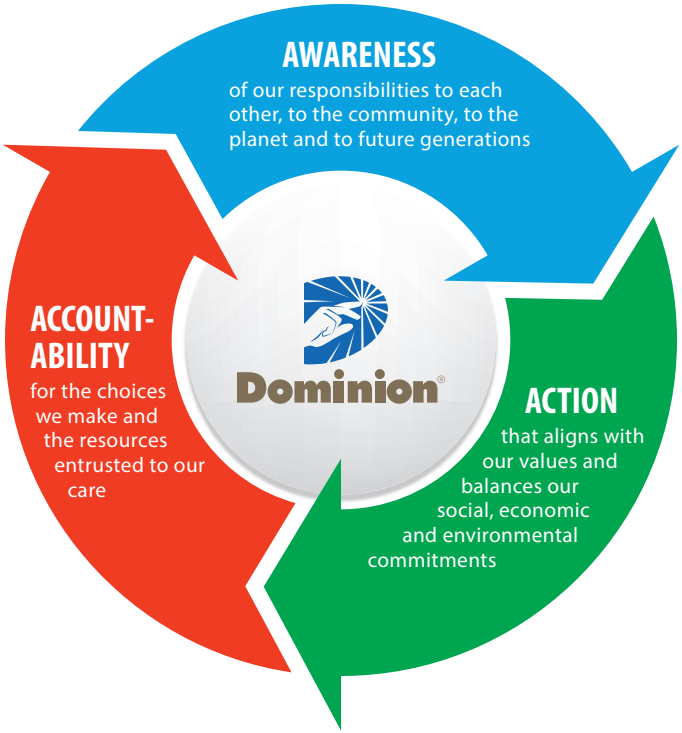 AWARENESS
of our responsibilities to each
other, to the community, to the
planet and to future generations
ACCOUNT-
ABILITY
for the choices
we make and
the resources
entrusted to our
care
Dominion®
ACTION
that aligns with
our values and
balances our
social, economic
and environmental
commitments